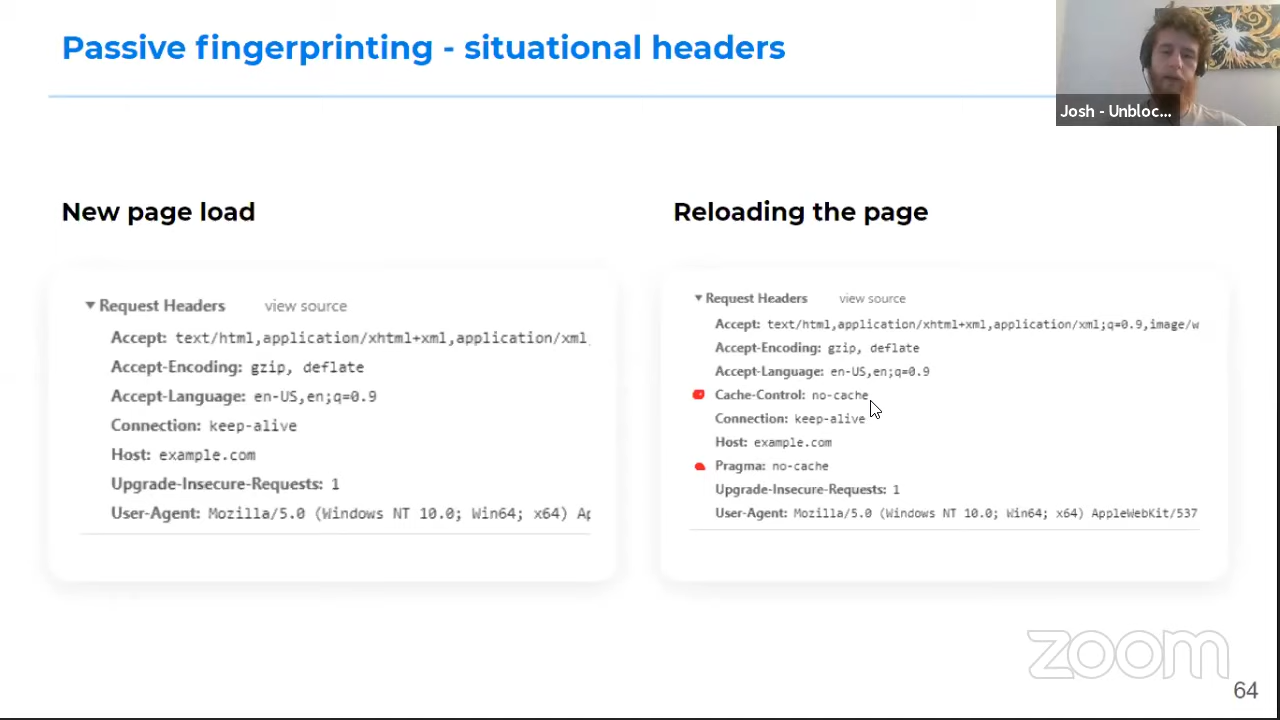 Passive fingerprinting - situational headers
Josh - Unbloc...
New page load
Request Headers view source
Accept: text/html,application/xhtml+xml,application/xml
Accept-Encoding: gzip, deflate
Accept-Language: en-US,en;q=0.9
Connection: keep-alive
Host: example.com
Upgrade-Insecure-Requests: 1
User-Agent: Mozilla/5.0 (Windows NT 10.0; Win64; x64) Ap
Reloading the page
Request Headers view source
Accept: text/html,application/xhtml+xml,application/xml;q=0.9,image/w
Accept-Encoding: gzip, deflate
Accept-Language: en-US,en;q=0.9
Cache-Control: no-cache
Connection: keep-alive
Host: example.com
Pragma: no-cache
Upgrade-Insecure-Requests: 1
User-Agent: Mozilla/5.0 (Windows NT 10.0; Win64; x64) AppleWebKit/537
zoom
64